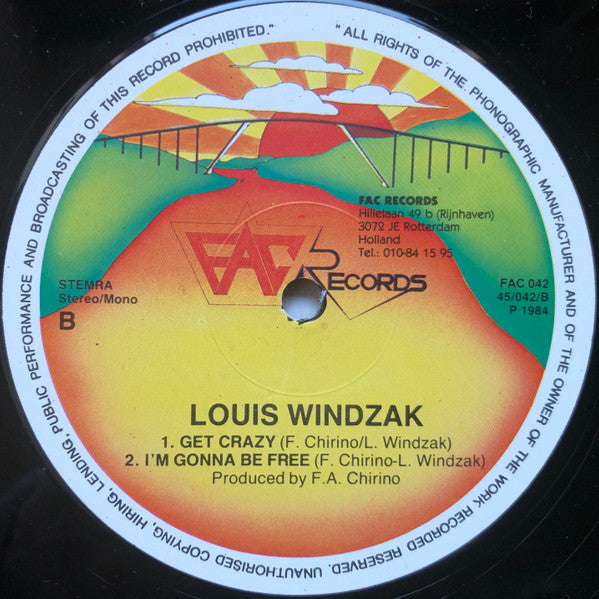 "ALL RIGHTS OF THE PHONOGRAPHIC MANUFACTURER AND OF THE OWNER OF THE WORK RECORDED RESERVED. UNAUTHORISED COPYING, HIRING, LENDING, PUBLIC PERFORMANCE AND BROADCASTING OF THIS RECORD PROHIBITED."
FAC RECORDS
Hillelaan 49 b (Rijnhaven)
3072 JE Rotterdam
Holland
Tel.: 010-84 15 95
FAC RECORDS
STEMRA
Stereo/Mono
B
FAC 042
45/042/B
P 1984
LOUIS WINDZAK
1. GET CRAZY (F. Chirino/L. Windzak)
2. I'M GONNA BE FREE (F. Chirino-L. Windzak)
Produced by F.A. Chirino